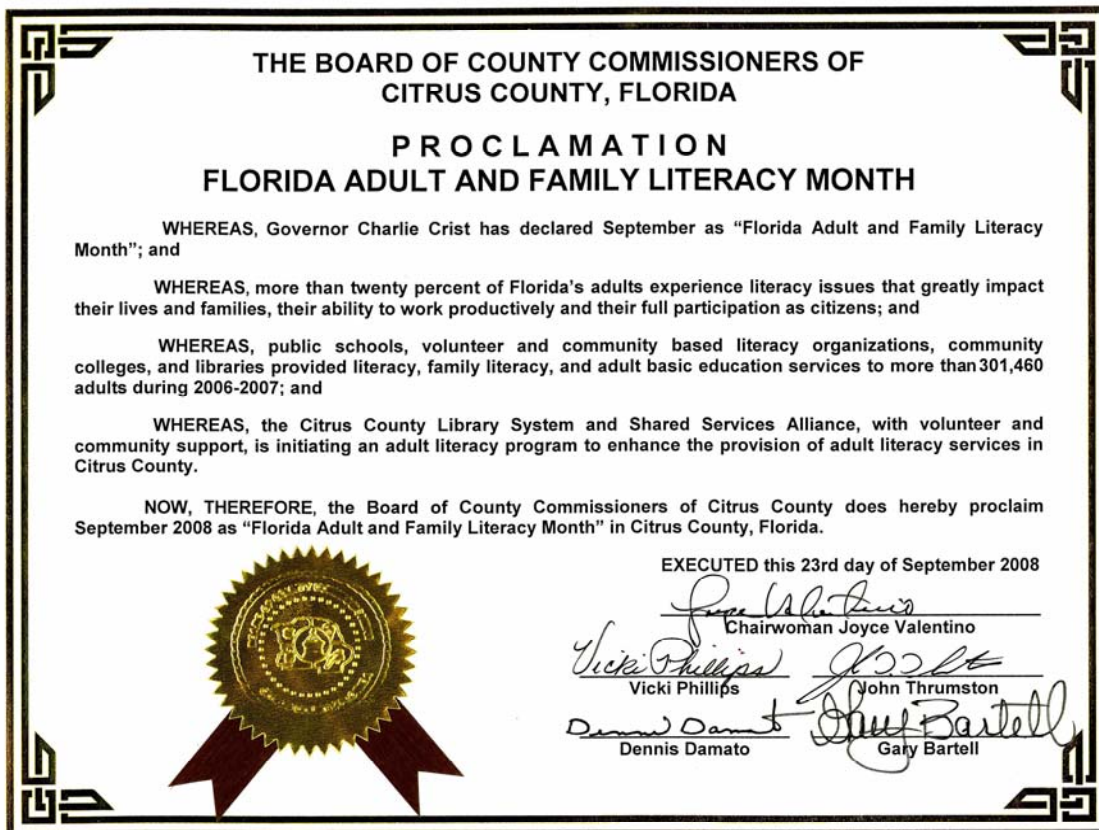 THE BOARD OF COUNTY COMMISSIONERS OF
CITRUS COUNTY, FLORIDA
PROCLAMATION
FLORIDA ADULT AND FAMILY LITERACY MONTH
WHEREAS, Governor Charlie Crist has declared September as “Florida Adult and Family Literacy
Month”; and
WHEREAS, more than twenty percent of Florida’s adults experience literacy issues that greatly impact
their lives and families, their ability to work productively and their full participation as citizens; and
WHEREAS, public schools, volunteer and community based literacy organizations, community
colleges, and libraries provided literacy, family literacy, and adult basic education services to more than 301,460
adults during 2006-2007; and
WHEREAS, the Citrus County Library System and Shared Services Alliance, with volunteer and
community support, is initiating an adult literacy program to enhance the provision of adult literacy services in
Citrus County.
NOW, THEREFORE, the Board of County Commissioners of Citrus County does hereby proclaim
September 2008 as “Florida Adult and Family Literacy Month” in Citrus County, Florida.
EXECUTED this 23rd day of September 2008
Joyce Valentino
Chairwoman Joyce Valentino
Vicki Phillips
Vicki Phillips John Thrumston
Dennis Damato Gary Bartell
Dennis Damato Gary Bartell